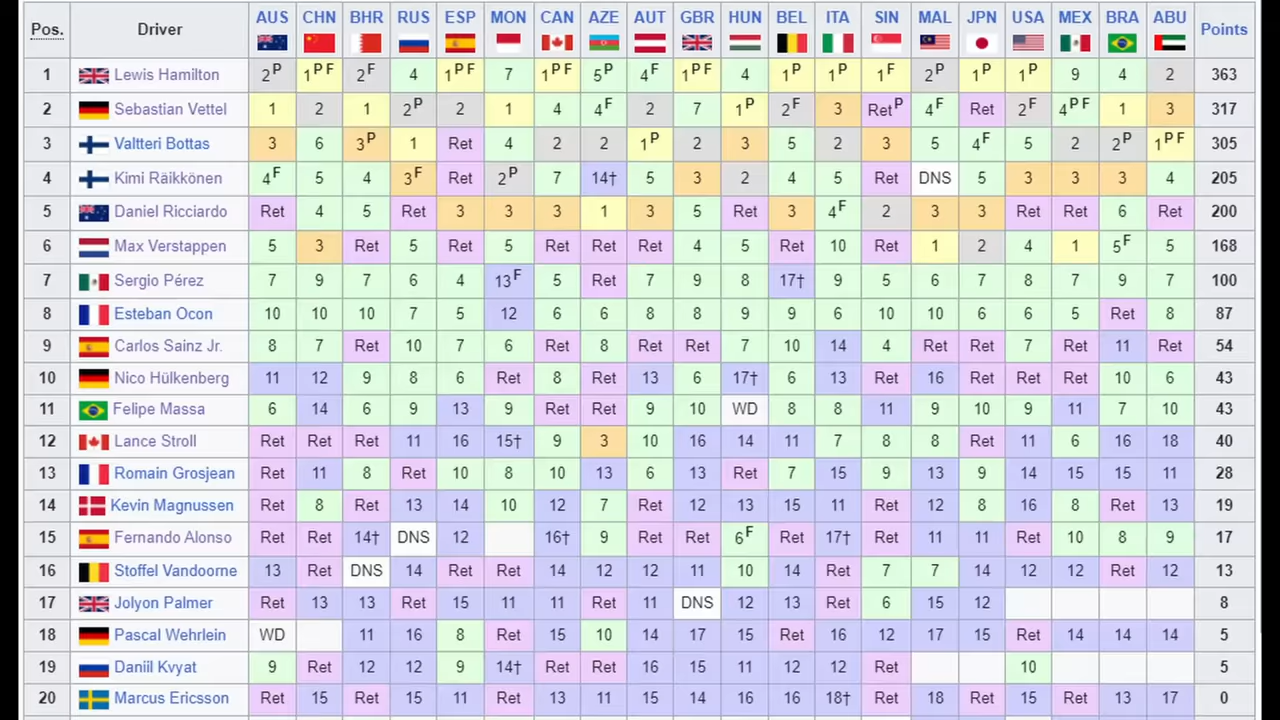 Pos. Driver AUS CHN BHR RUS ESP MON CAN AZE AUT GBR HUN BEL ITA SIN MAL JPN USA MEX BRA ABU Points
1 Lewis Hamilton 2P 1PF 2F 4 1PF 7 1PF 5P 4F 1PF 4 1P 1P 1F 2P 1P 1P 9 4 2 363
2 Sebastian Vettel 1 2 1 2P 2 1 4 4F 2 7 1P 2F 3 RetP 4F Ret 2F 4PF 1 3 317
3 Valtteri Bottas 3 6 3P 1 Ret 4 2 2 1P 2 3 5 2 3 5 4F 5 2 2P 1PF 305
4 Kimi Räikkönen 4F 5 4 3F Ret 2P 7 14† 5 3 2 4 5 Ret DNS 5 3 3 3 4 205
5 Daniel Ricciardo Ret 4 5 Ret 3 3 3 1 3 5 Ret 3 4F 2 3 3 Ret Ret 6 Ret 200
6 Max Verstappen 5 3 Ret 5 Ret 5 Ret Ret Ret 4 5 Ret 10 Ret 1 2 4 1 5F 5 168
7 Sergio Pérez 7 9 7 6 4 13F 5 Ret 7 9 8 17† 9 5 6 7 8 7 9 7 100
8 Esteban Ocon 10 10 10 7 5 12 6 6 8 8 9 9 6 10 10 6 6 5 Ret 8 87
9 Carlos Sainz Jr. 8 7 Ret 10 7 6 Ret 8 Ret Ret 7 10 14 4 Ret Ret 7 Ret 11 Ret 54
10 Nico Hülkenberg 11 12 9 8 6 Ret 8 Ret 13 6 17† 6 13 Ret 16 Ret Ret Ret 10 6 43
11 Felipe Massa 6 14 6 9 13 9 Ret Ret 9 10 WD 8 8 11 9 10 9 11 7 10 43
12 Lance Stroll Ret Ret Ret 11 16 15† 9 3 10 16 14 11 7 8 8 Ret 11 6 16 18 40
13 Romain Grosjean Ret 11 8 Ret 10 8 10 13 6 13 Ret 7 15 9 13 9 14 15 15 11 28
14 Kevin Magnussen Ret 8 Ret 13 14 10 12 7 Ret 12 13 15 11 Ret 12 8 16 8 Ret 13 19
15 Fernando Alonso Ret Ret 14† DNS 12 16† 9 Ret Ret 6F Ret 17† Ret 11 11 Ret 10 8 9 17
16 Stoffel Vandoorne 13 Ret DNS 14 Ret Ret 14 12 12 11 10 14 Ret 7 7 14 12 12 Ret 12 13
17 Jolyon Palmer Ret 13 13 Ret 15 11 11 Ret 11 DNS 12 13 Ret 6 15 12 8
18 Pascal Wehrlein WD 11 16 8 Ret 15 10 14 17 15 Ret 16 12 17 15 Ret 14 14 14 5
19 Daniil Kvyat 9 Ret 12 12 9 14† Ret Ret 16 15 11 12 12 Ret 10 5
20 Marcus Ericsson Ret 15 Ret 15 11 Ret 13 11 15 14 16 16 18† Ret 18 Ret 15 Ret 13 17 0